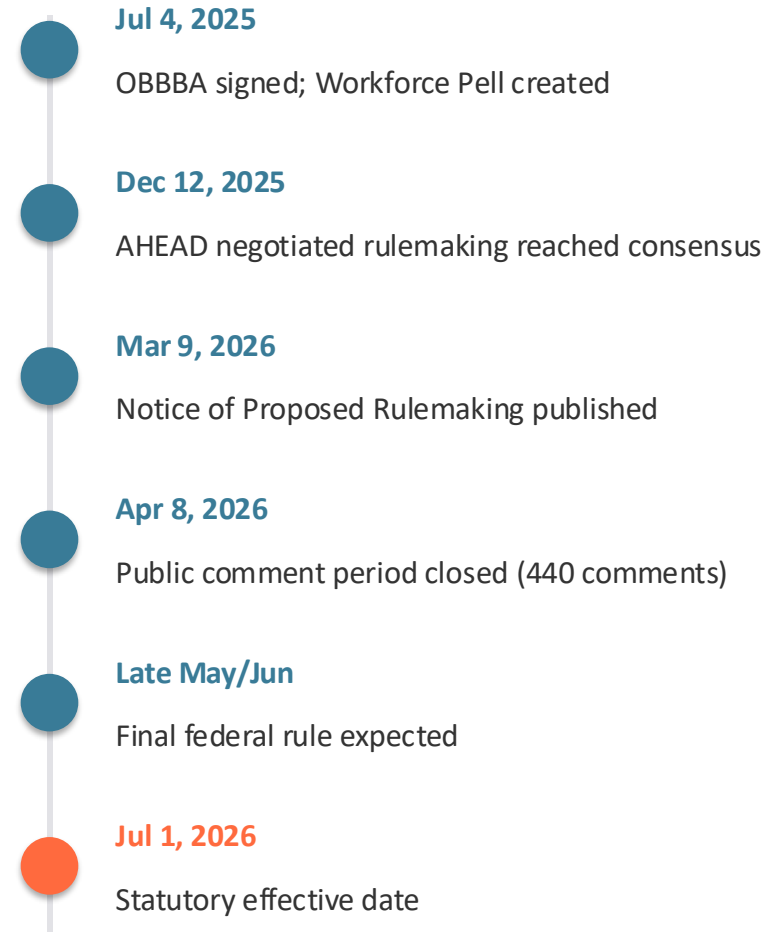 Jul 4, 2025
OBBBA signed; Workforce Pell created
Dec 12, 2025
AHEAD negotiated rulemaking reached consensus
Mar 9, 2026
Notice of Proposed Rulemaking published
Apr 8, 2026
Public comment period closed (440 comments)
Late May/Jun
Final federal rule expected
Jul 1, 2026
Statutory effective date